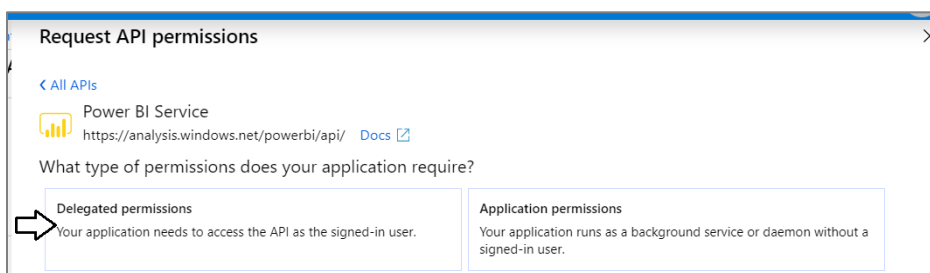 Request API permissions
All APIs
Power BI Service
https://analysis.windows.net/powerbi/api/ Docs
What type of permissions does your application require?
Delegated permissions
Your application needs to access the API as the signed-in user.
Application permissions
Your application runs as a background service or daemon without a
signed-in user.